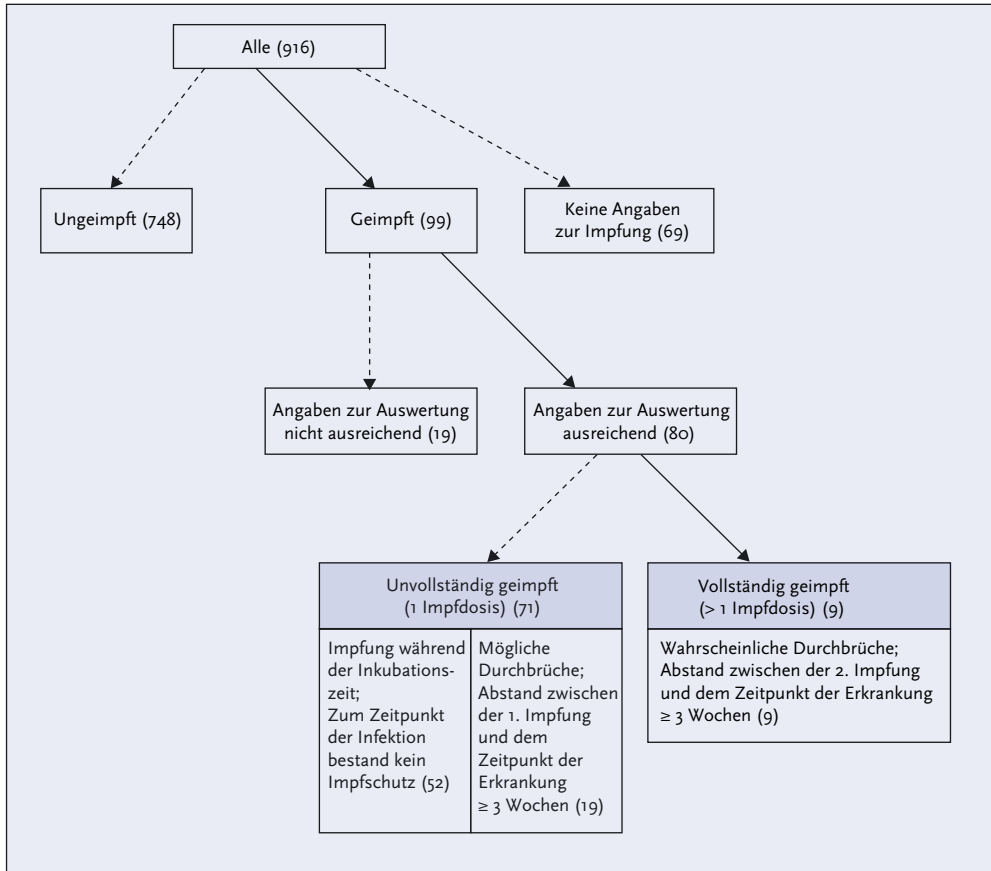 Alle (916)
Ungeimpft (748)
Geimpft (99)
Keine Angaben
zur Impfung (69)
Angaben zur Auswertung
nicht ausreichend (19)
Angaben zur Auswertung
ausreichend (80)
Unvollständig geimpft
(1 Impfdosis) (71)
Impfung während
der Inkubations-
zeit;
Zum Zeitpunkt
der Infektion
bestand kein
Impfschutz (52)
Mögliche
Durchbrüche;
Abstand zwischen
der 1. Impfung
und dem
Zeitpunkt der
Erkrankung
≥ 3 Wochen (19)
Vollständig geimpft
(> 1 Impfdosis) (9)
Wahrscheinliche Durchbrüche;
Abstand zwischen der 2. Impfung
und dem Zeitpunkt der Erkrankung
≥ 3 Wochen (9)